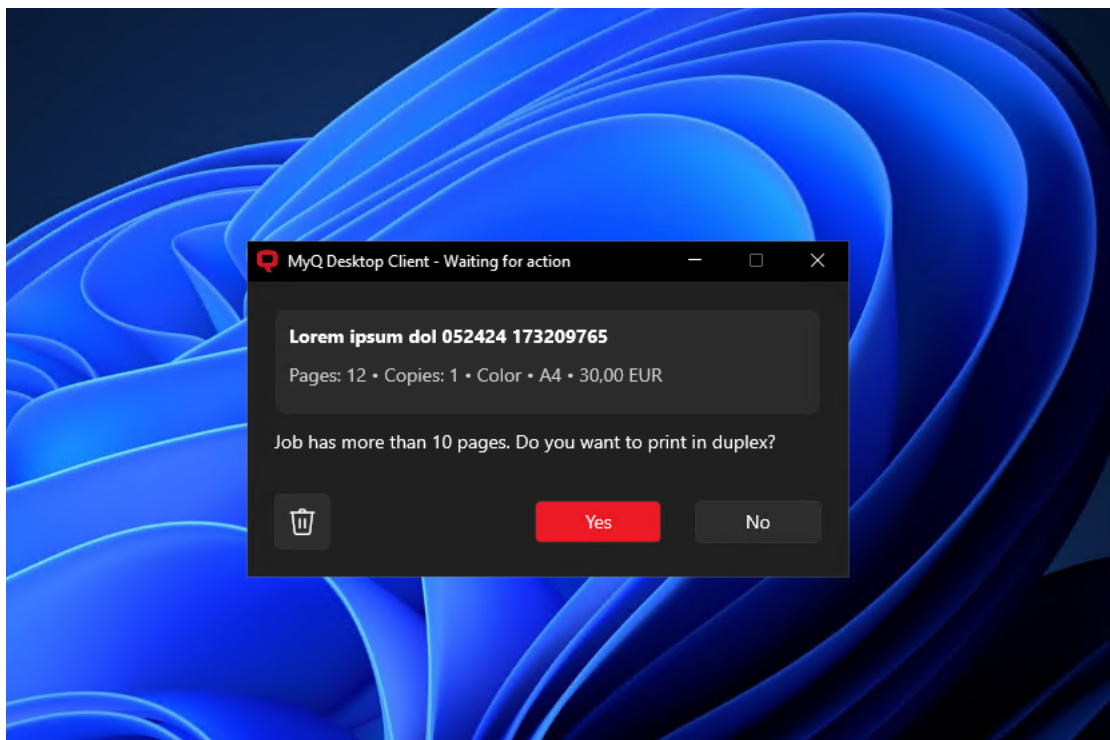 MyQ Desktop Client - Waiting for action
Lorem ipsum dol 052424 173209765
Pages: 12 • Copies: 1 • Color • A4 • 30,00 EUR
Job has more than 10 pages. Do you want to print in duplex?
Yes No